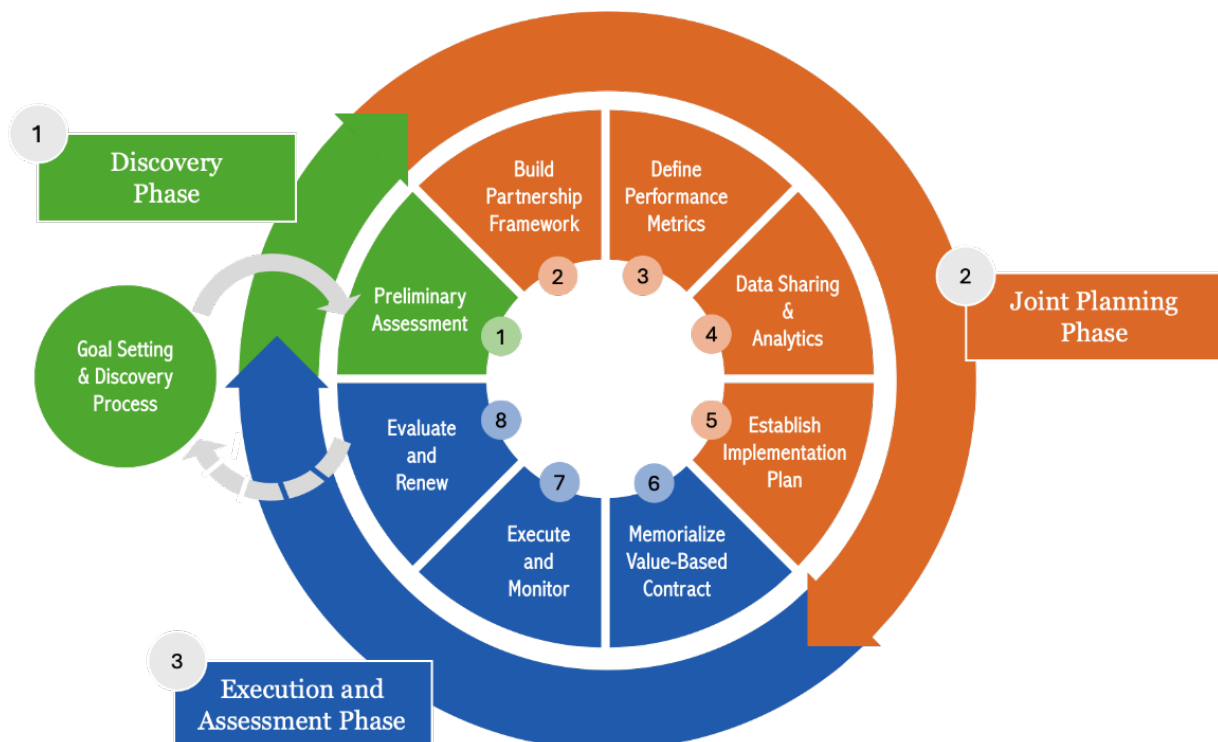 1
Discovery
Phase
Goal Setting
& Discovery
Process
Preliminary
Assessment
1
Build
Partnership
Framework
2
Define
Performance
Metrics
3
Data Sharing
&
Analytics
4
2
Joint Planning
Phase
Establish
Implementation
Plan
5
Memorialize
Value-Based
Contract
6
Execute
and
Monitor
7
Evaluate
and
Renew
8
3
Execution and
Assessment Phase